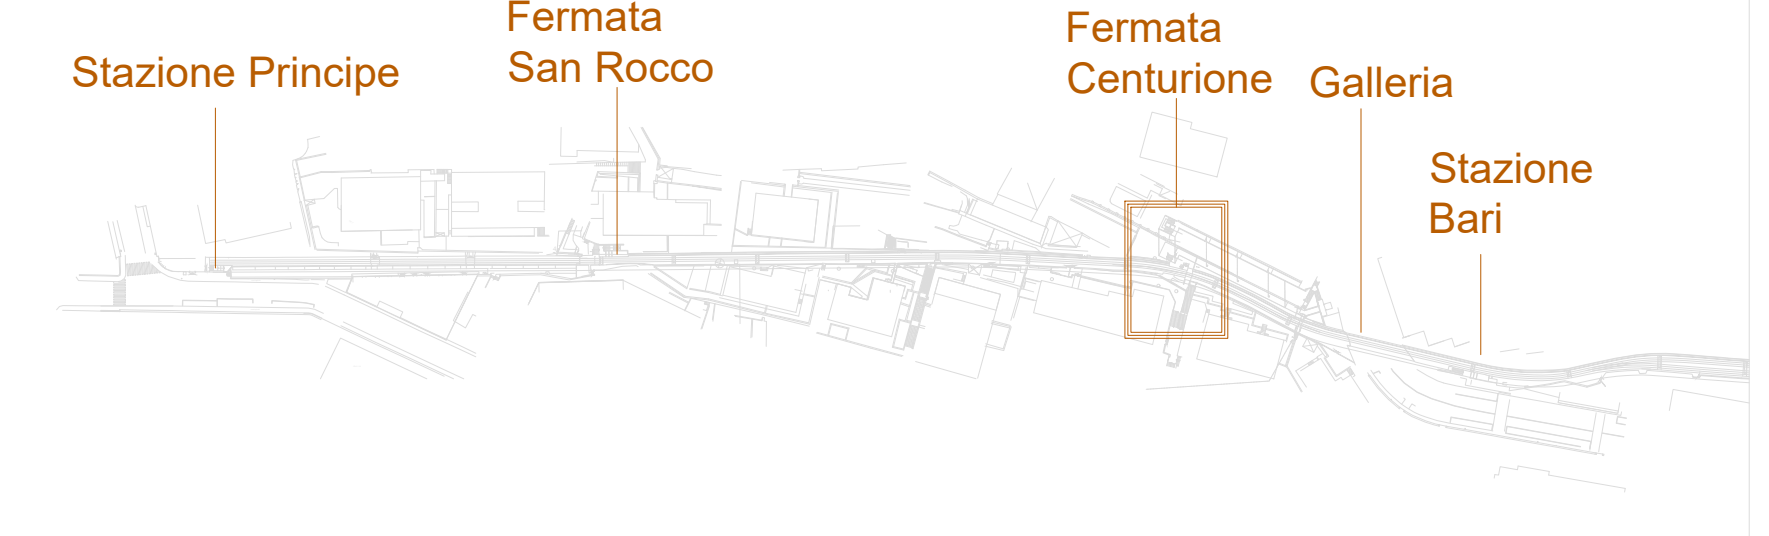 Stazione Principe
Fermata
San Rocco
Fermata
Centurione
Galleria
Stazione
Bari